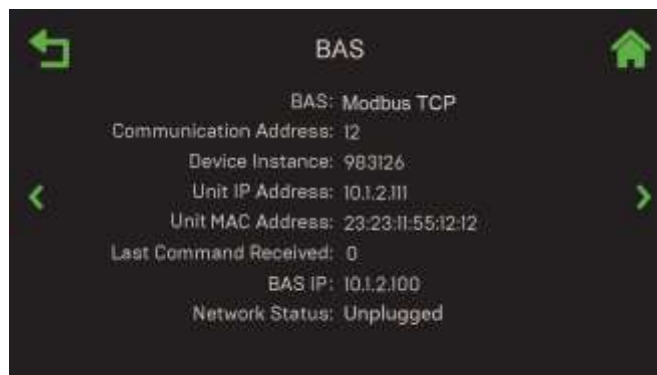 BAS
BAS: Modbus TCP
Communication Address: 12
Device Instance: 983126
Unit IP Address: 10.1.2.111
Unit MAC Address: 23:23:11:55:12:12
Last Command Received: 0
BAS IP: 10.1.2.100
Network Status: Unplugged